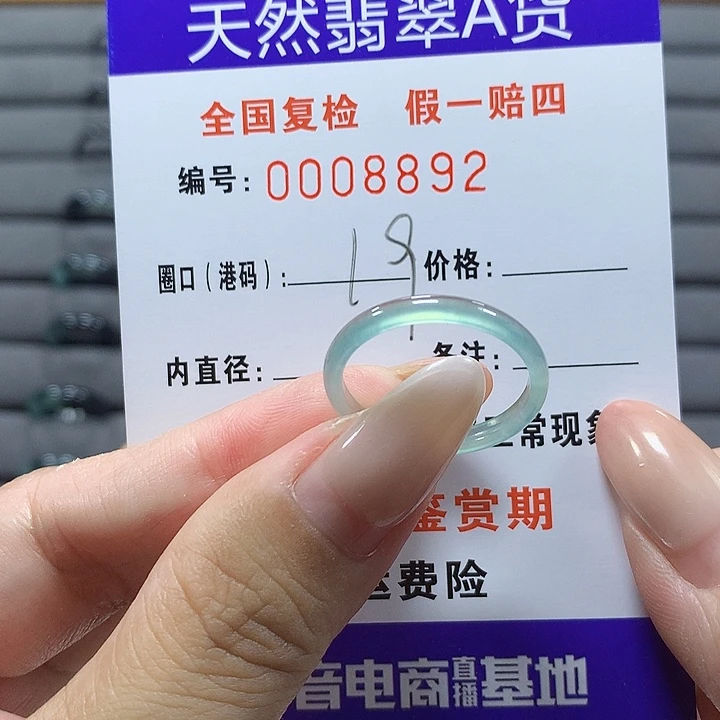 天然翡翠A货
全国复检 假一赔四
编号: 0008892
圈口(港码): 19 价格:
内直径: 备注:
正常现象
鉴赏期
运费险
音电商直播基地